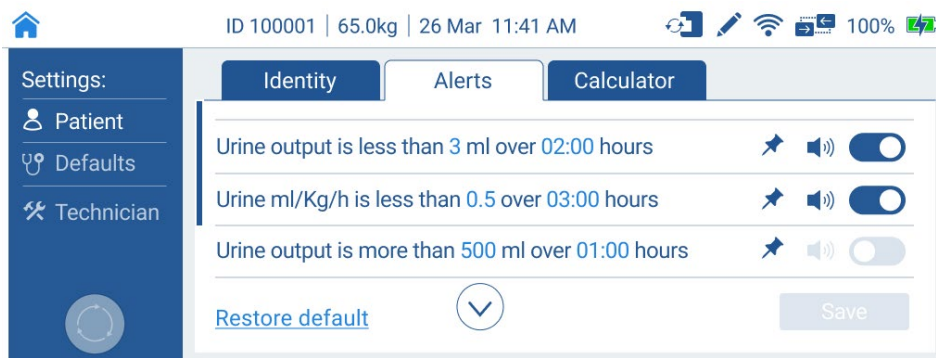 ID 100001 | 65.0kg | 26 Mar 11:41 AM 100%
Settings:
Patient
Defaults
Technician
Identity Alerts Calculator
Urine output is less than 3 ml over 02:00 hours
Urine ml/Kg/h is less than 0.5 over 03:00 hours
Urine output is more than 500 ml over 01:00 hours
Restore default
Save